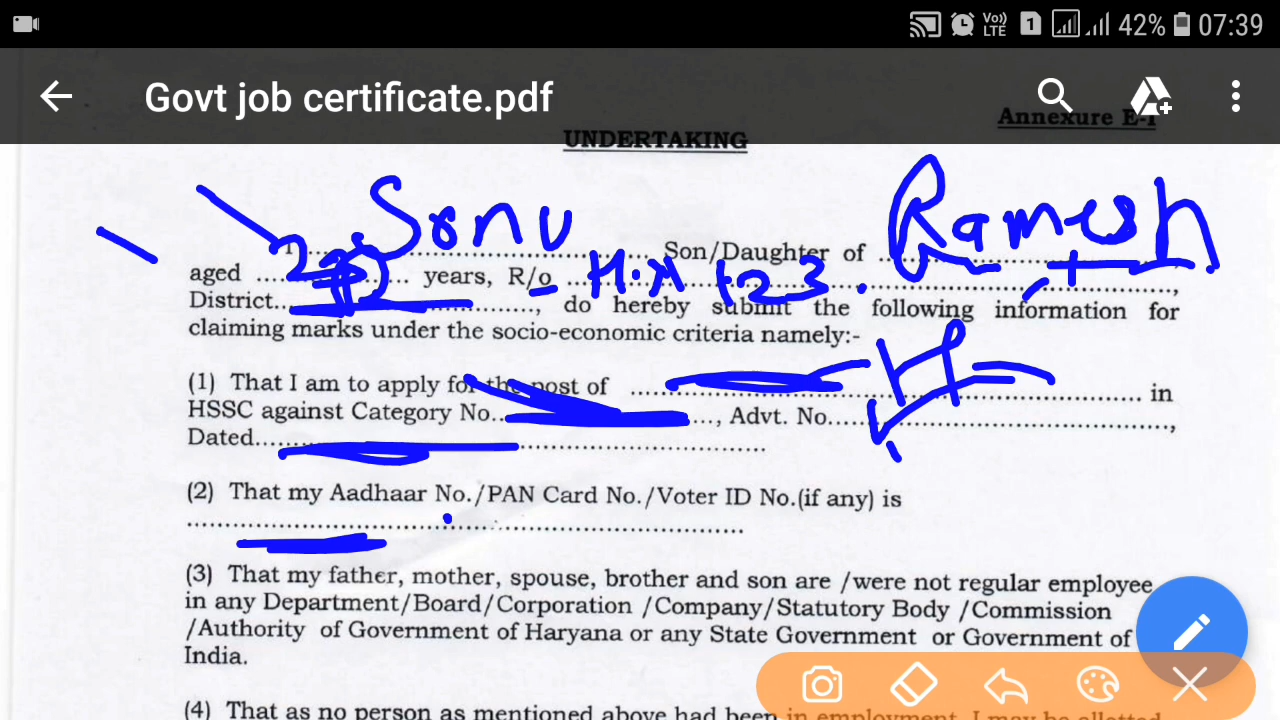 42% 07:39
Govt job certificate.pdf
Annexure E-I
UNDERTAKING
I................Sonu................ Son/Daughter of ....Ramesh....
aged ............... years, R/o ....H.N 123....,
District........................, do hereby submit the following information for
claiming marks under the socio-economic criteria namely:-
(1) That I am to apply for the post of ........................................ in
HSSC against Category No........................, Advt. No........................,
Dated........................................
(2) That my Aadhaar No./PAN Card No./Voter ID No.(if any) is
........................................
(3) That my father, mother, spouse, brother and son are /were not regular employee
in any Department/Board/Corporation /Company/Statutory Body /Commission
/Authority of Government of Haryana or any State Government or Government of
India.
(4) That as no person as mentioned above had been in employment, I may be allotted